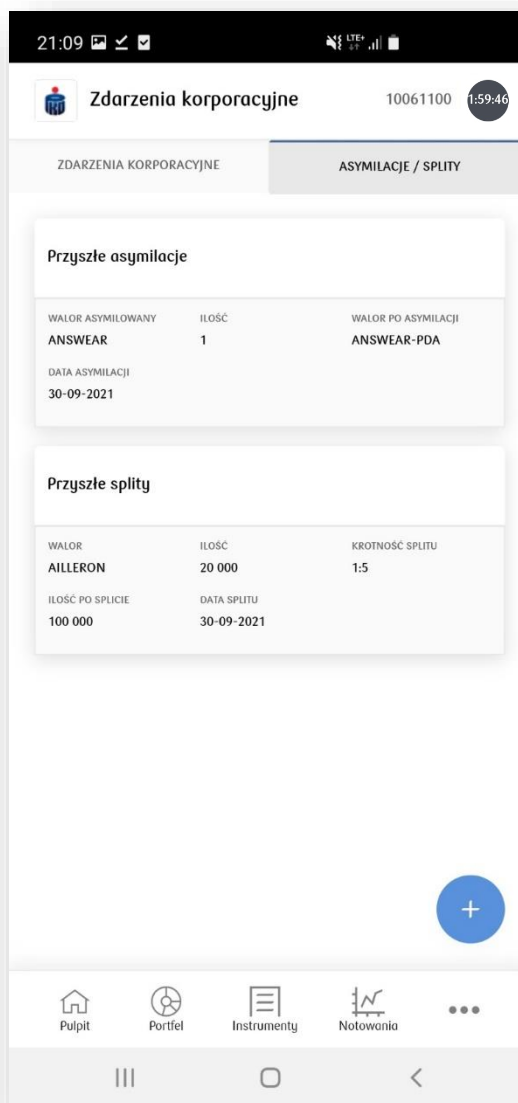 21:09 LTE+
Zdarzenia korporacyjne 10061100 1:59:46
ZDARZENIA KORPORACYJNE ASYMILACJE / SPLITY
Przyszłe asymilacje
WALOR ASYMILOWANY ILOŚĆ WALOR PO ASYMILACJI
ANSWEAR 1 ANSWEAR-PDA
DATA ASYMILACJI
30-09-2021
Przyszłe splity
WALOR ILOŚĆ KROTNOŚĆ SPLITU
AILLERON 20 000 1:5
ILOŚĆ PO SPLICIE DATA SPLITU
100 000 30-09-2021
+
Pulpit Portfel Instrumenty Notowania